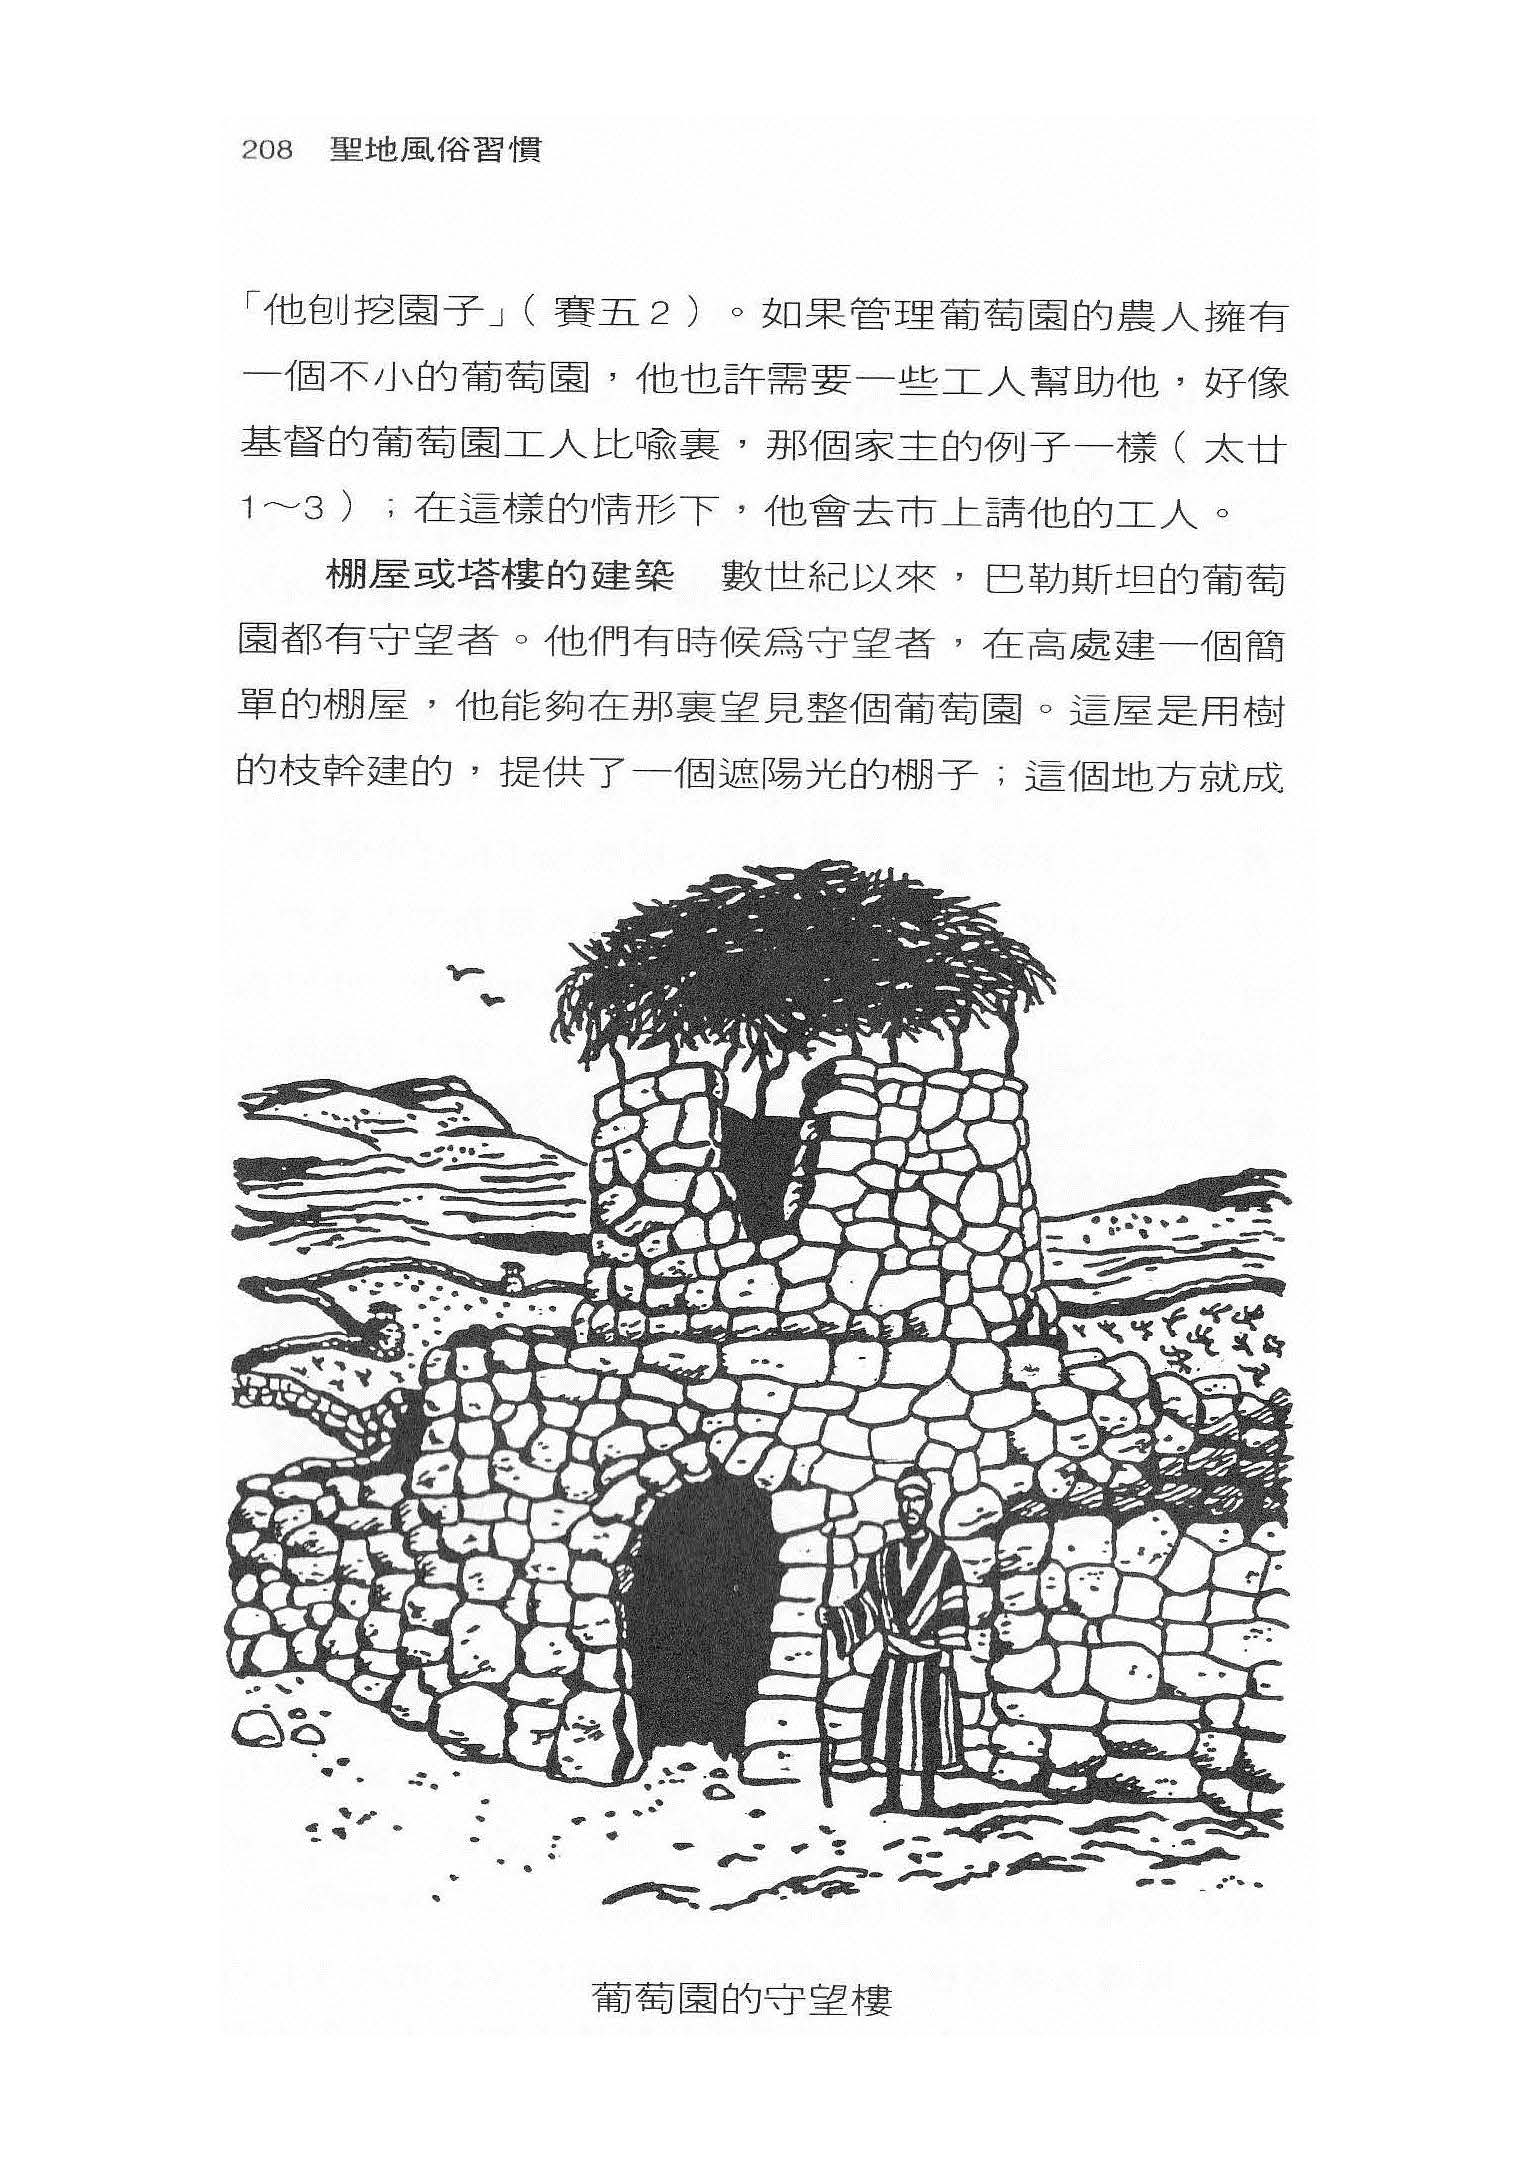 208 聖地風俗習慣
「他刨挖園子」（賽五2）。如果管理葡萄園的農人擁有
一個不小的葡萄園，他也許需要一些工人幫助他，好像
基督的葡萄園工人比喩裏，那個家主的例子一樣（太廿
1～3）；在這樣的情形下，他會去市上請他的工人。
棚屋或塔樓的建築　數世紀以來，巴勒斯坦的葡萄
園都有守望者。他們有時候爲守望者，在高處建一個簡
單的棚屋，他能夠在那裏望見整個葡萄園。這屋是用樹
的枝幹建的，提供了一個遮陽光的棚子；這個地方就成
葡萄園的守望樓